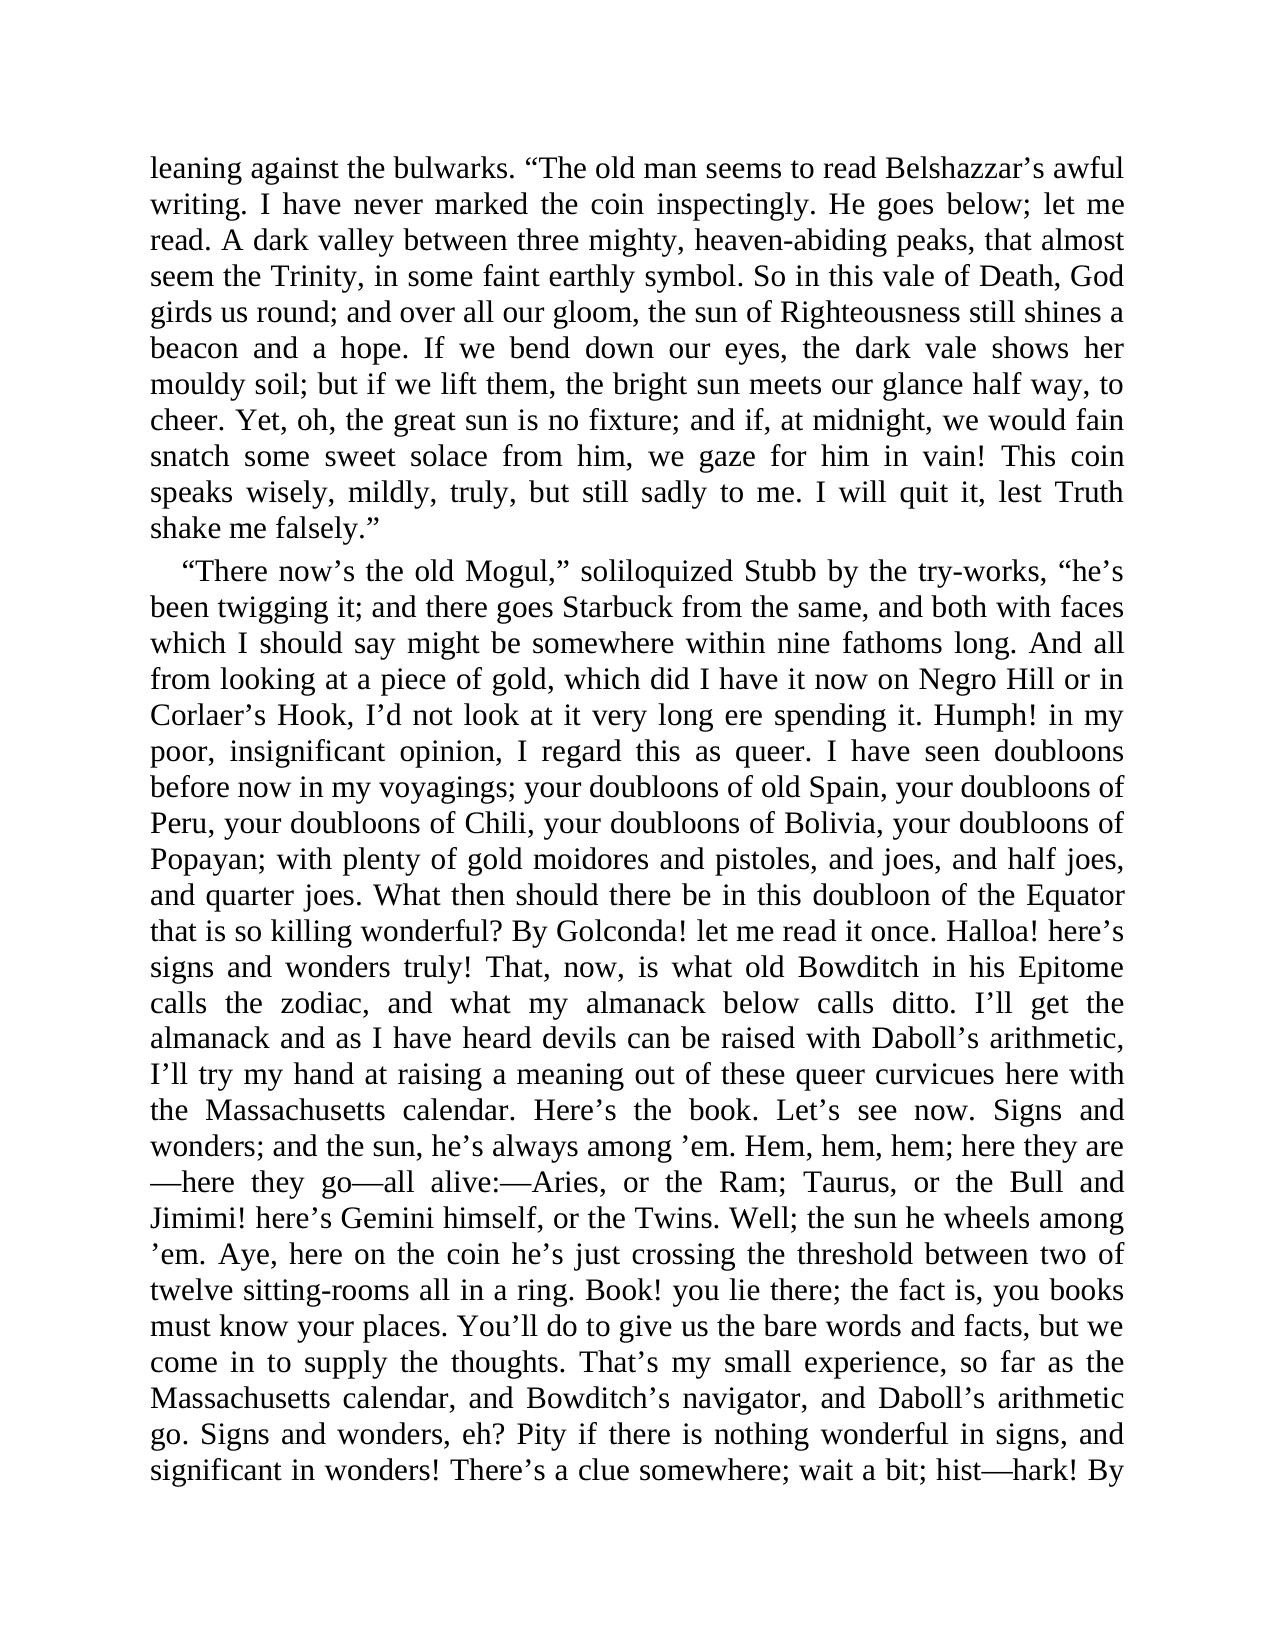 leaning against the bulwarks. “The old man seems to read Belshazzar’s awful
writing. I have never marked the coin inspectingly. He goes below; let me
read. A dark valley between three mighty, heaven-abiding peaks, that almost
seem the Trinity, in some faint earthly symbol. So in this vale of Death, God
girds us round; and over all our gloom, the sun of Righteousness still shines a
beacon and a hope. If we bend down our eyes, the dark vale shows her
mouldy soil; but if we lift them, the bright sun meets our glance half way, to
cheer. Yet, oh, the great sun is no fixture; and if, at midnight, we would fain
snatch some sweet solace from him, we gaze for him in vain! This coin
speaks wisely, mildly, truly, but still sadly to me. I will quit it, lest Truth
shake me falsely.”
“There now’s the old Mogul,” soliloquized Stubb by the try-works, “he’s
been twigging it; and there goes Starbuck from the same, and both with faces
which I should say might be somewhere within nine fathoms long. And all
from looking at a piece of gold, which did I have it now on Negro Hill or in
Corlaer’s Hook, I’d not look at it very long ere spending it. Humph! in my
poor, insignificant opinion, I regard this as queer. I have seen doubloons
before now in my voyagings; your doubloons of old Spain, your doubloons of
Peru, your doubloons of Chili, your doubloons of Bolivia, your doubloons of
Popayan; with plenty of gold moidores and pistoles, and joes, and half joes,
and quarter joes. What then should there be in this doubloon of the Equator
that is so killing wonderful? By Golconda! let me read it once. Halloa! here’s
signs and wonders truly! That, now, is what old Bowditch in his Epitome
calls the zodiac, and what my almanack below calls ditto. I’ll get the
almanack and as I have heard devils can be raised with Daboll’s arithmetic,
I’ll try my hand at raising a meaning out of these queer curvicues here with
the Massachusetts calendar. Here’s the book. Let’s see now. Signs and
wonders; and the sun, he’s always among ’em. Hem, hem, hem; here they are
—here they go—all alive:—Aries, or the Ram; Taurus, or the Bull and
Jimimi! here’s Gemini himself, or the Twins. Well; the sun he wheels among
’em. Aye, here on the coin he’s just crossing the threshold between two of
twelve sitting-rooms all in a ring. Book! you lie there; the fact is, you books
must know your places. You’ll do to give us the bare words and facts, but we
come in to supply the thoughts. That’s my small experience, so far as the
Massachusetts calendar, and Bowditch’s navigator, and Daboll’s arithmetic
go. Signs and wonders, eh? Pity if there is nothing wonderful in signs, and
significant in wonders! There’s a clue somewhere; wait a bit; hist—hark! By